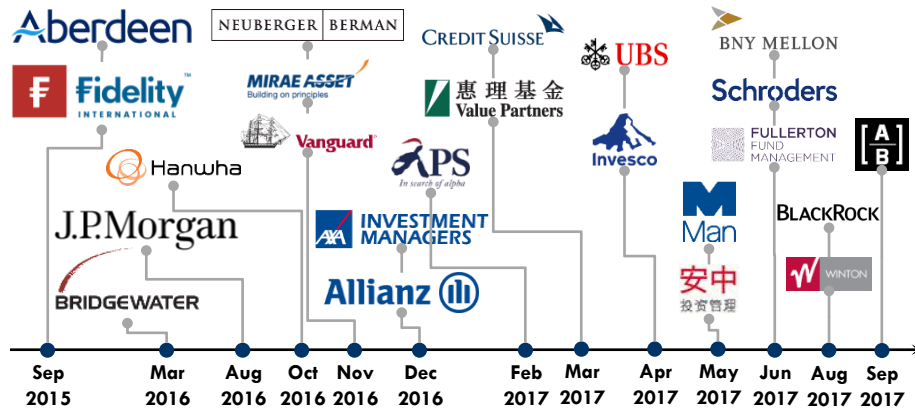 Aberdeen
NEUBERGER BERMAN
CREDIT SUISSE
UBS
BNY MELLON
Fidelity™
INTERNATIONAL
MIRAE ASSET
Building on principles
惠理基金
Value Partners
Schroders
Vanguard®
Invesco
FULLERTON
FUND
MANAGEMENT
[A/B]
Hanwha
APS
In search of alpha
J.P.Morgan
AXA INVESTMENT
MANAGERS
Man
BLACKROCK
BRIDGEWATER
Allianz
安中
投资管理
WINTON
Sep
2015
Mar
2016
Aug
2016
Oct
2016
Nov
2016
Dec
2016
Feb
2017
Mar
2017
Apr
2017
May
2017
Jun
2017
Aug
2017
Sep
2017